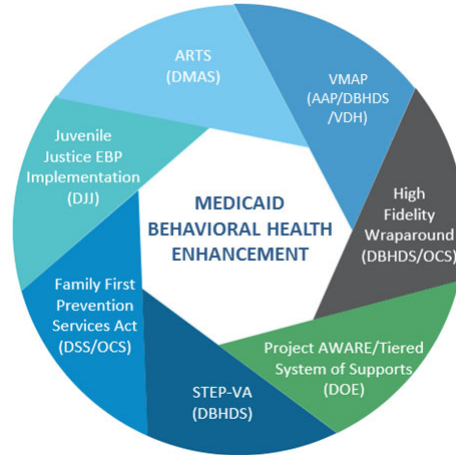 ARTS
(DMAS)
VMAP
(AAP/DBHDS
/VDH)
High
Fidelity
Wraparound
(DBHDS/OCS)
Project AWARE/Tiered
System of Supports
(DOE)
STEP-VA
(DBHDS)
Family First
Prevention
Services Act
(DSS/OCS)
Juvenile
Justice EBP
Implementation
(DJJ)
MEDICAID
BEHAVIORAL HEALTH
ENHANCEMENT